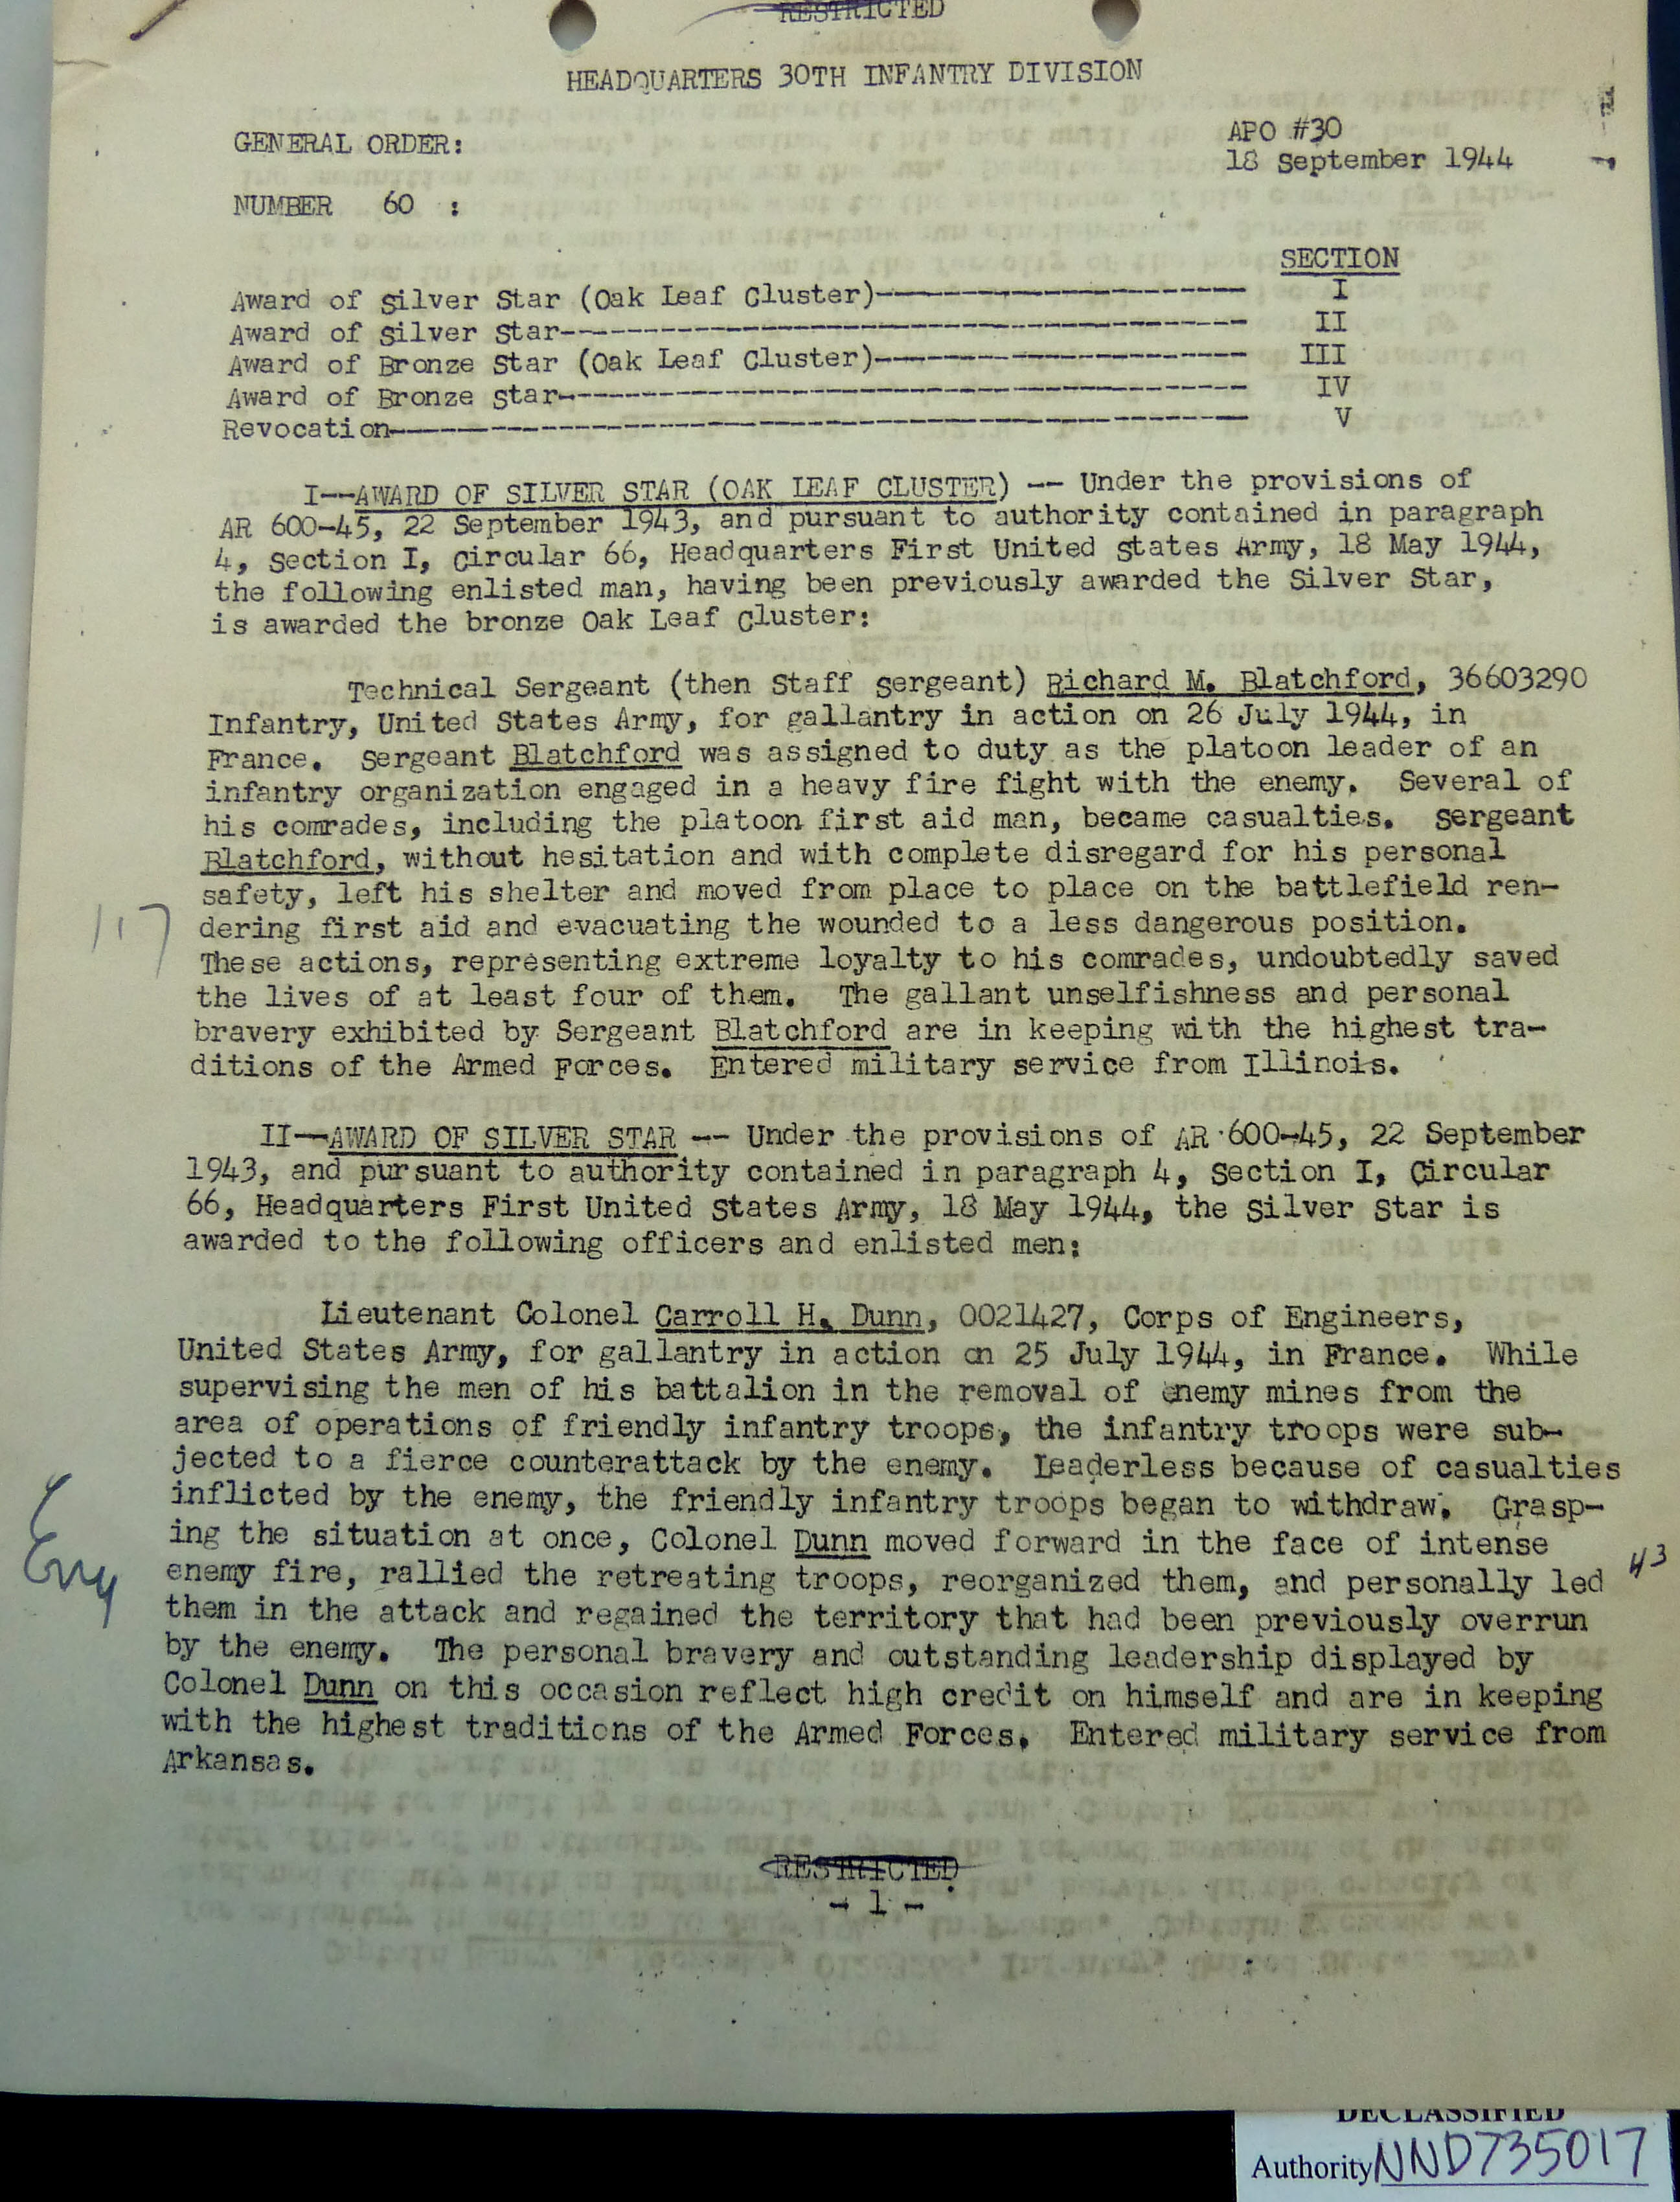 RESTRICTED
HEADQUARTERS 30TH INFANTRY DIVISION
GENERAL ORDER:
APO #30
18 September 1944
NUMBER 60 :
SECTION
Award of Silver Star (Oak Leaf Cluster)-------------------- I
Award of Silver Star---------------------------------------- II
Award of Bronze Star (Oak Leaf Cluster)-------------------- III
Award of Bronze Star---------------------------------------- IV
Revocation-------------------------------------------------- V
I--AWARD OF SILVER STAR (OAK LEAF CLUSTER) -- Under the provisions of
AR 600-45, 22 September 1943, and pursuant to authority contained in paragraph
4, Section I, Circular 66, Headquarters First United States Army, 18 May 1944,
the following enlisted man, having been previously awarded the Silver Star,
is awarded the bronze Oak Leaf Cluster:
Technical Sergeant (then Staff Sergeant) Richard M. Blatchford, 36603290
Infantry, United States Army, for gallantry in action on 26 July 1944, in
France. Sergeant Blatchford was assigned to duty as the platoon leader of an
infantry organization engaged in a heavy fire fight with the enemy. Several of
his comrades, including the platoon first aid man, became casualties. Sergeant
Blatchford, without hesitation and with complete disregard for his personal
safety, left his shelter and moved from place to place on the battlefield ren-
117 dering first aid and evacuating the wounded to a less dangerous position.
These actions, representing extreme loyalty to his comrades, undoubtedly saved
the lives of at least four of them. The gallant unselfishness and personal
bravery exhibited by Sergeant Blatchford are in keeping with the highest tra-
ditions of the Armed Forces. Entered military service from Illinois.
II--AWARD OF SILVER STAR -- Under the provisions of AR 600-45, 22 September
1943, and pursuant to authority contained in paragraph 4, Section I, Circular
66, Headquarters First United States Army, 18 May 1944, the Silver Star is
awarded to the following officers and enlisted men:
Lieutenant Colonel Carroll H. Dunn, 0021427, Corps of Engineers,
United States Army, for gallantry in action on 25 July 1944, in France. While
supervising the men of his battalion in the removal of enemy mines from the
area of operations of friendly infantry troops, the infantry troops were sub-
jected to a fierce counterattack by the enemy. Leaderless because of casualties
inflicted by the enemy, the friendly infantry troops began to withdraw. Grasp-
ing the situation at once, Colonel Dunn moved forward in the face of intense
enemy fire, rallied the retreating troops, reorganized them, and personally led 43
them in the attack and regained the territory that had been previously overrun
by the enemy. The personal bravery and outstanding leadership displayed by
Colonel Dunn on this occasion reflect high credit on himself and are in keeping
with the highest traditions of the Armed Forces. Entered military service from
Arkansas.
RESTRICTED
- 1 -
DECLASSIFIED
Authority NND735017